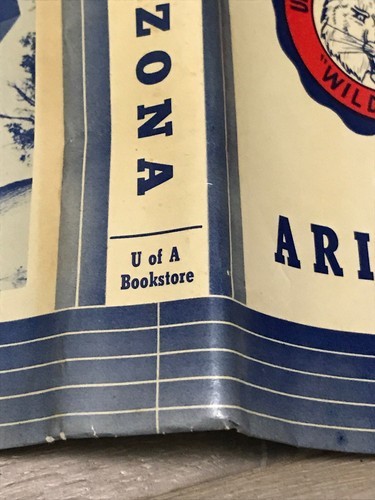 ZONA
U of A
Bookstore
U
"WILD
ARI